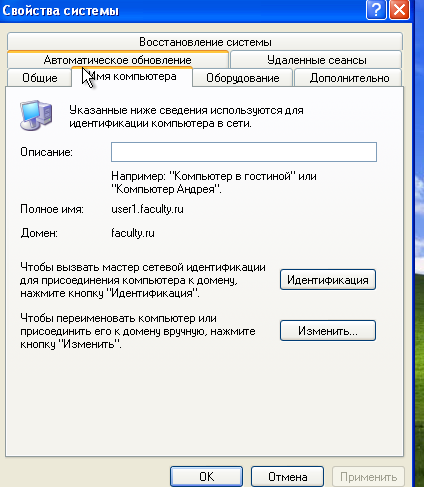 Свойства системы
Восстановление системы
Автоматическое обновление
Удаленные сеансы
Общие
Имя компьютера
Оборудование
Дополнительно
Указанные ниже сведения используются для
идентификации компьютера в сети.
Описание:
Например: "Компьютер в гостиной" или
"Компьютер Андрея".
Полное имя:
user1.faculty.ru
Домен:
faculty.ru
Чтобы вызвать мастер сетевой идентификации
для присоединения компьютера к домену,
нажмите кнопку "Идентификация".
Идентификация
Чтобы переименовать компьютер или
присоединить его к домену вручную, нажмите
кнопку "Изменить".
Изменить...
OK
Отмена
Применить